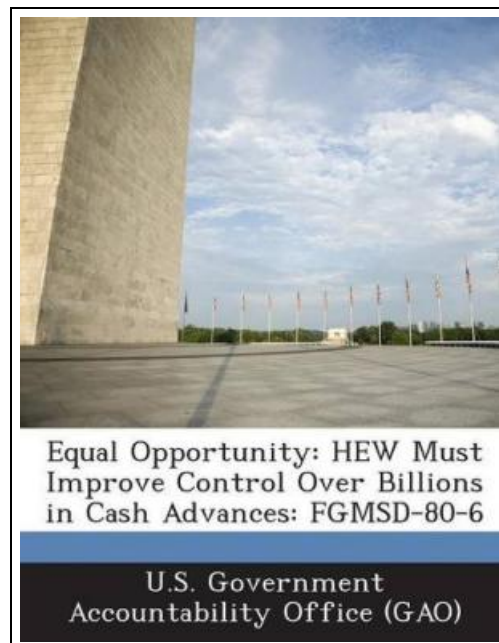 Equal Opportunity: HEW Must
Improve Control Over Billions
in Cash Advances: FGMSD-80-6
U.S. Government
Accountability Office (GAO)